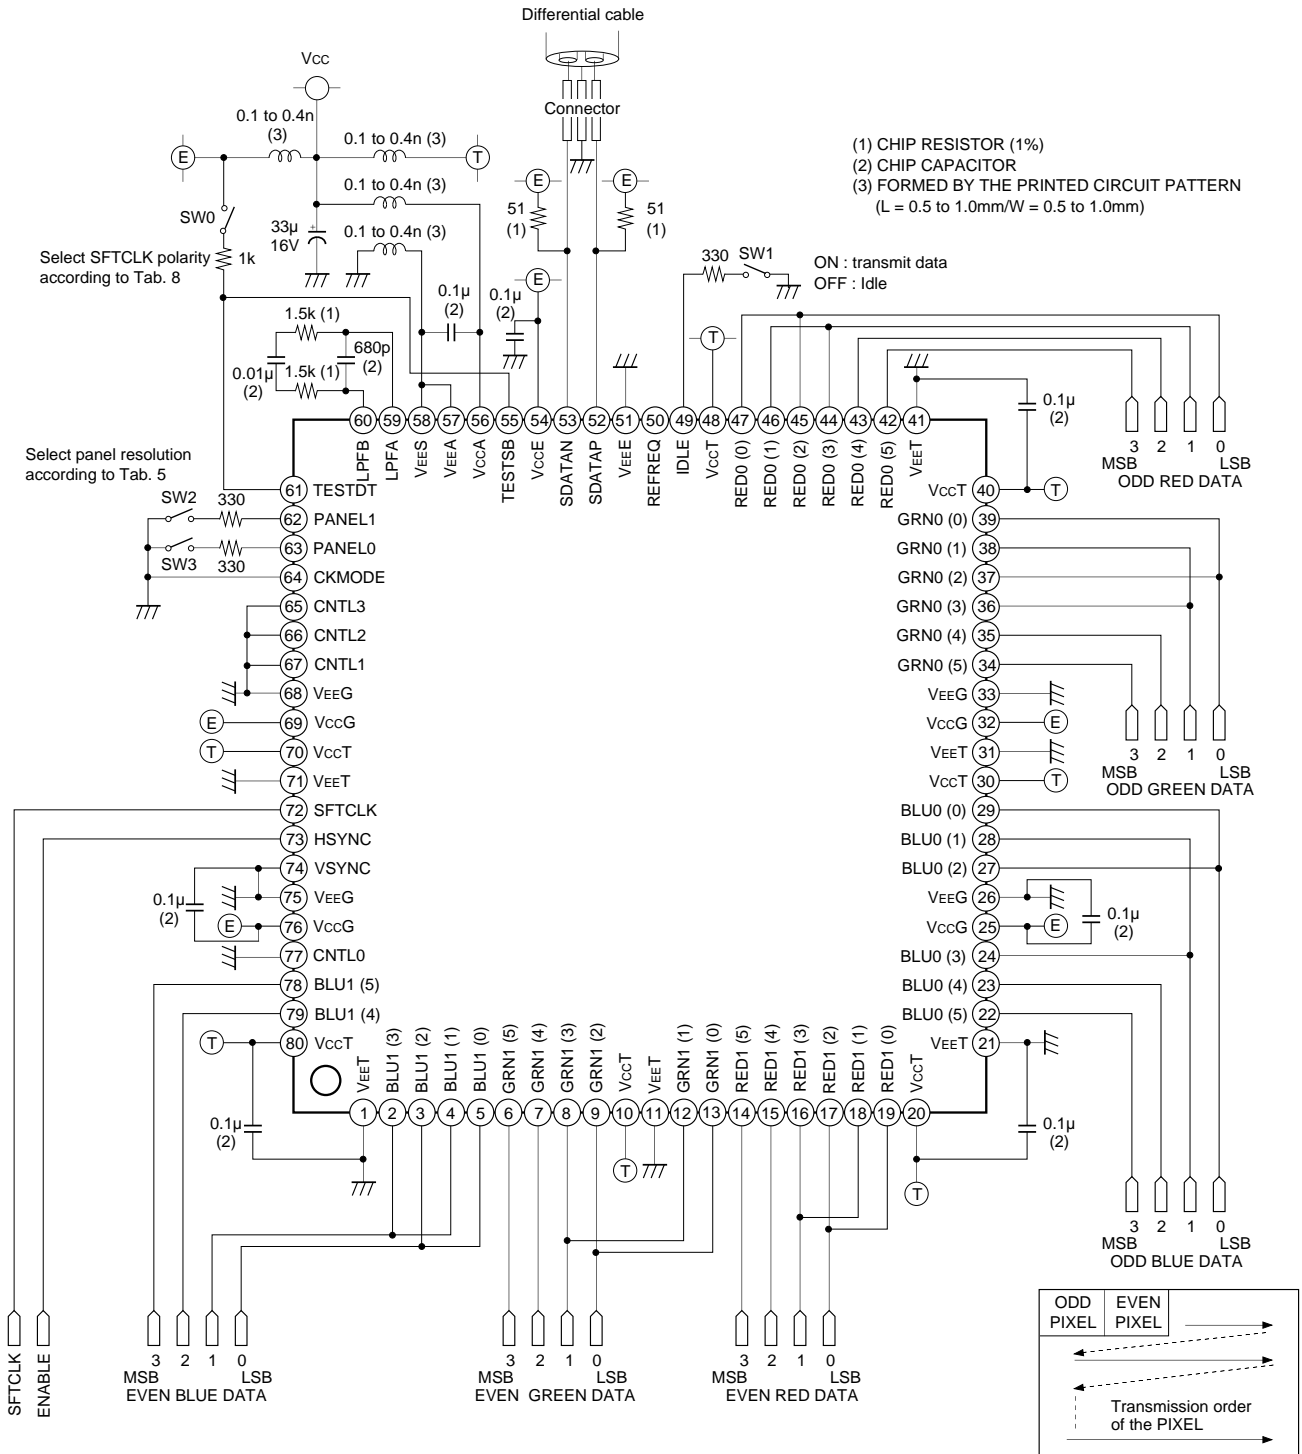 Differential cable
Vcc
Connector
0.1 to 0.4n
(3)
0.1 to 0.4n (3)
E
T
0.1 to 0.4n (3)
0.1 to 0.4n (3)
SW0
33µ
16V
+
1k
Select SFTCLK polarity
according to Tab. 8
E
E
51
(1)
51
(1)
E
(1) CHIP RESISTOR (1%)
(2) CHIP CAPACITOR
(3) FORMED BY THE PRINTED CIRCUIT PATTERN
(L = 0.5 to 1.0mm/W = 0.5 to 1.0mm)
330
SW1
ON : transmit data
OFF : Idle
0.1µ
(2)
0.1µ
(2)
1.5k (1)
680p
(2)
0.01µ
(2)
1.5k (1)
T
0.1µ
(2)
3 2 1 0
MSB LSB
ODD RED DATA
60 59 58 57 56 55 54 53 52 51 50 49 48 47 46 45 44 43 42 41
LPFB
LPFA
VEES
VEEA
VCCA
TESTSB
VCCE
SDATAN
SDATAP
VEEE
REFREQ
IDLE
VCCT
RED0 (0)
RED0 (1)
RED0 (2)
RED0 (3)
RED0 (4)
RED0 (5)
VEET
Select panel resolution
according to Tab. 5
SW2 330
SW3 330
61 TESTDT
62 PANEL1
63 PANEL0
64 CKMODE
65 CNTL3
66 CNTL2
67 CNTL1
68 VEEG
E 69 VCCG
T 70 VCCT
71 VEET
72 SFTCLK
73 HSYNC
74 VSYNC
75 VEEG
E 76 VCCG
77 CNTL0
78 BLU1 (5)
79 BLU1 (4)
T 80 VCCT
0.1µ
(2)
0.1µ
(2)
VCCT 40 T
GRN0 (0) 39
GRN0 (1) 38
GRN0 (2) 37
GRN0 (3) 36
GRN0 (4) 35
GRN0 (5) 34
VEEG 33
VCCG 32 E
VEET 31
VCCT 30 T
BLU0 (0) 29
BLU0 (1) 28
BLU0 (2) 27
VEEG 26
VCCG 25 E
BLU0 (3) 24
BLU0 (4) 23
BLU0 (5) 22
VEET 21
3 2 1 0
MSB LSB
ODD GREEN DATA
0.1µ
(2)
0.1µ
(2)
VEET
BLU1 (3)
BLU1 (2)
BLU1 (1)
BLU1 (0)
GRN1 (5)
GRN1 (4)
GRN1 (3)
GRN1 (2)
VCCT
VEET
GRN1 (1)
GRN1 (0)
RED1 (5)
RED1 (4)
RED1 (3)
RED1 (2)
RED1 (1)
RED1 (0)
VCCT
1 2 3 4 5 6 7 8 9 10 11 12 13 14 15 16 17 18 19 20
T
T
3 2 1 0
MSB LSB
ODD BLUE DATA
SFTCLK
ENABLE
3 2 1 0
MSB LSB
EVEN BLUE DATA
3 2 1 0
MSB LSB
EVEN GREEN DATA
3 2 1 0
MSB LSB
EVEN RED DATA
ODD
PIXEL
EVEN
PIXEL
Transmission order
of the PIXEL